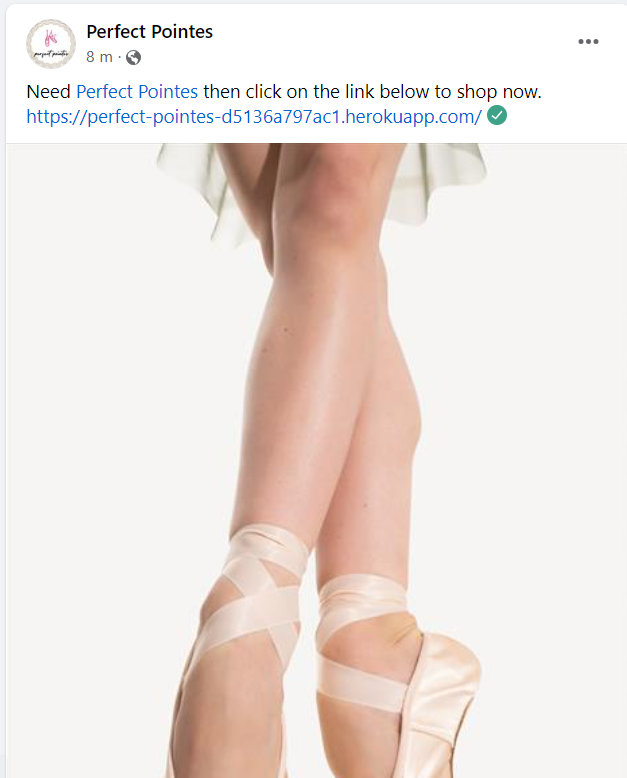 Perfect Pointes
8 m ·
Need Perfect Pointes then click on the link below to shop now.
https://perfect-pointes-d5136a797ac1.herokuapp.com/
perfect pointes